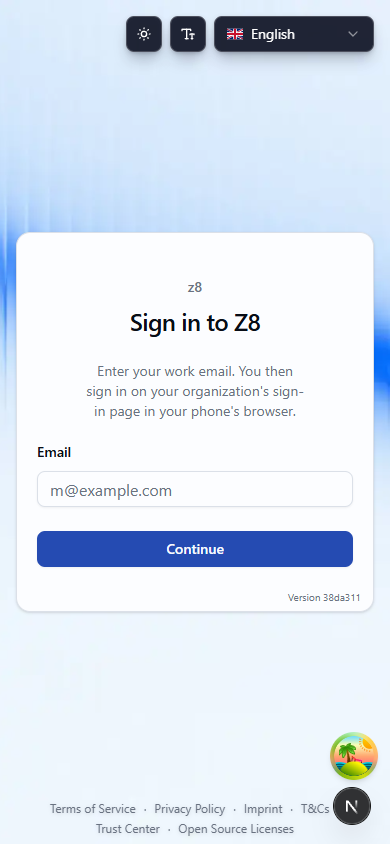 English
z8
Sign in to Z8
Enter your work email. You then
sign in on your organization's sign-
in page in your phone's browser.
Email
m@example.com
Continue
Version 38da311
Terms of Service · Privacy Policy · Imprint · T&Cs
N
Trust Center · Open Source Licenses